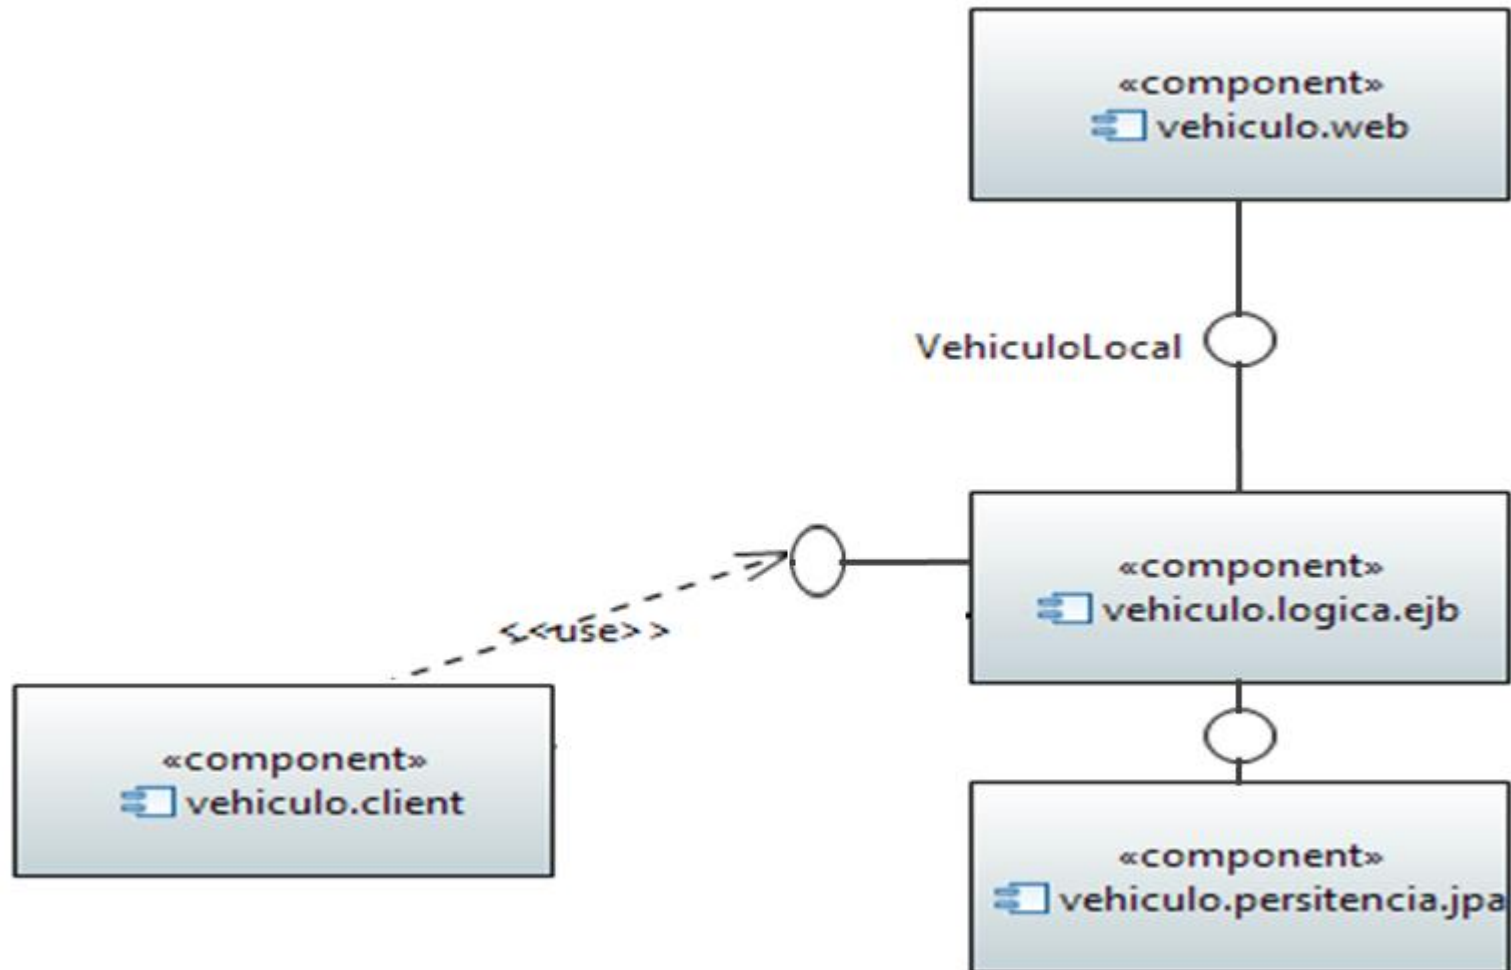 «component»
vehiculo.web
VehiculoLocal
«component»
vehiculo.logica.ejb
<<use>>
«component»
vehiculo.client
«component»
vehiculo.persitencia.jpa